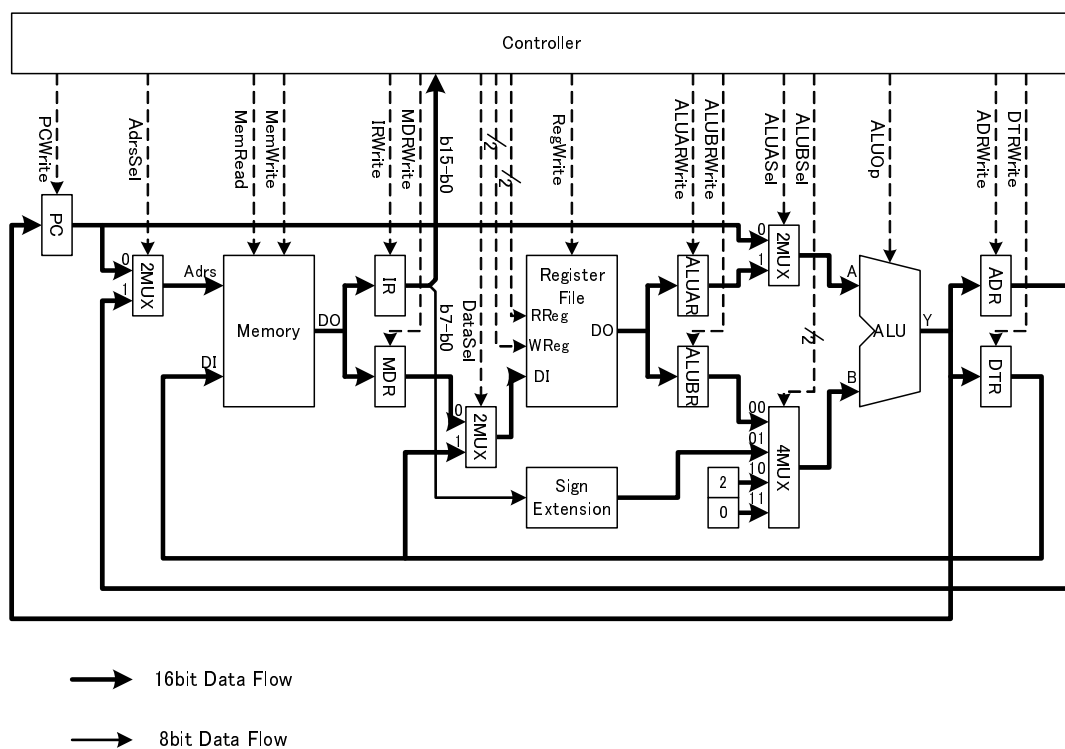 Controller
PCWrite
AdrsSel
MemRead
MemWrite
IRWrite
MDRWrite
b15-b0
DataSel
2
2
RegWrite
ALUARWrite
ALUBRWrite
ALUASel
ALUBSel
2
ALUOp
ADRWrite
DTRWrite
PC
0
1
2MUX
Adrs
DI
Memory
DO
IR
MDR
b7-b0
0
1
2MUX
Register
File
RReg
WReg
DI
DO
ALUAR
ALUBR
0
1
2MUX
00
01
10
11
4MUX
2
0
Sign
Extension
A
B
ALU
Y
ADR
DTR
16bit Data Flow
8bit Data Flow